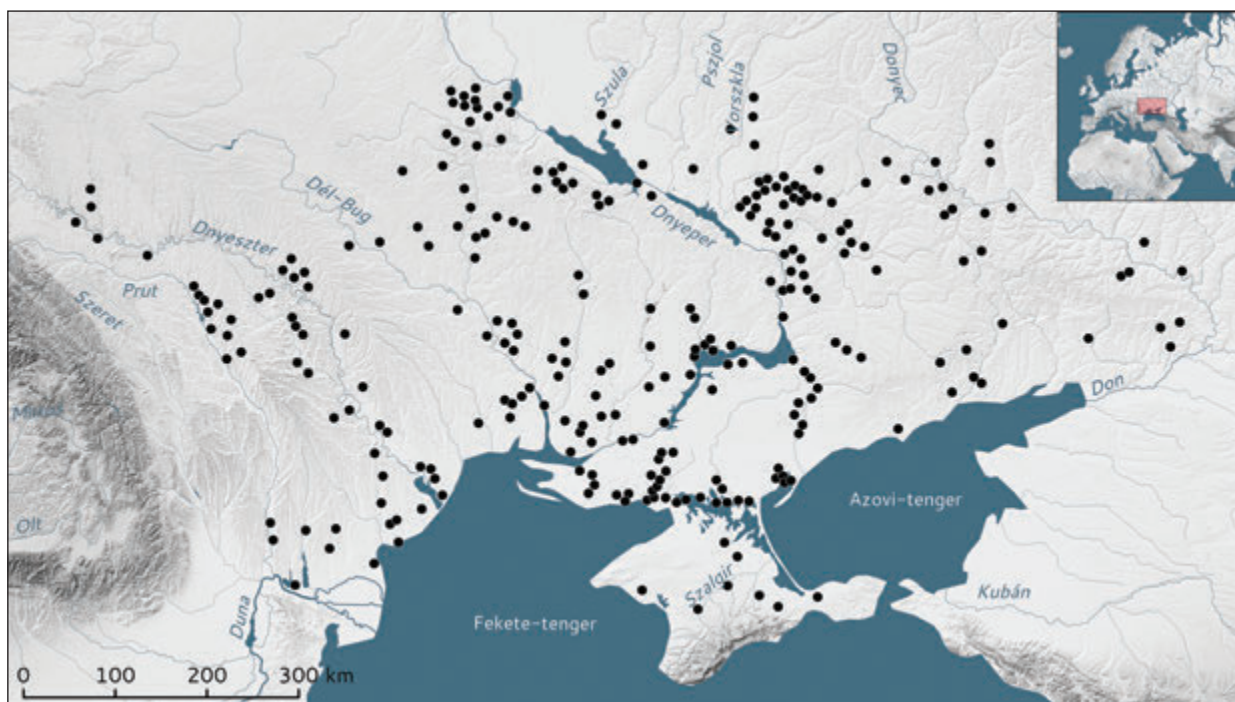 Szula
Pszjol
Vorszkla
Donyec
Dél-Bug
Dnyeszter
Dnyeper
Prut
Szeret
Don
Maros
Azovi-tenger
Olt
Szalgir
Kubán
Duna
Fekete-tenger
0 100 200 300 km